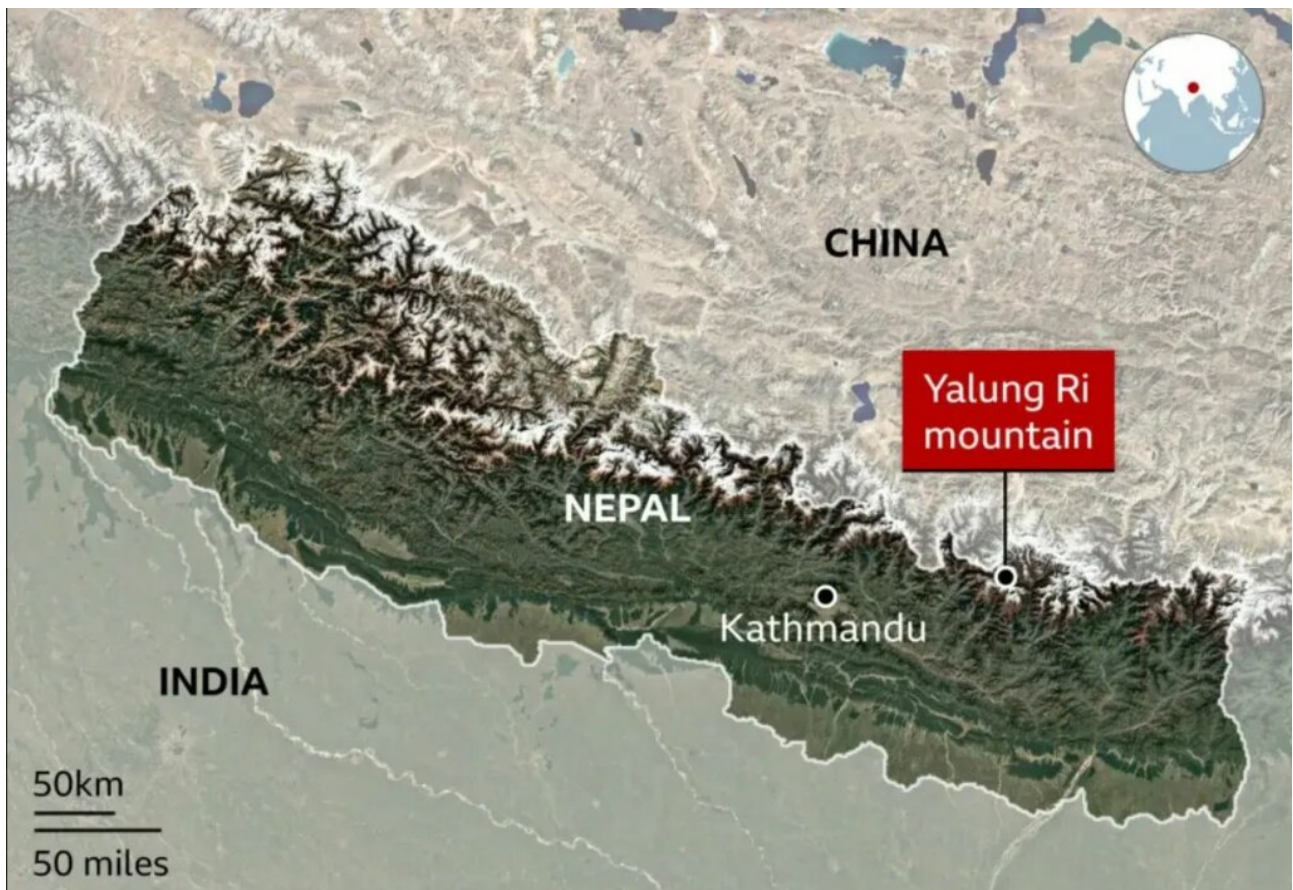 CHINA
Yalung Ri
mountain
NEPAL
Kathmandu
INDIA
50km
50 miles